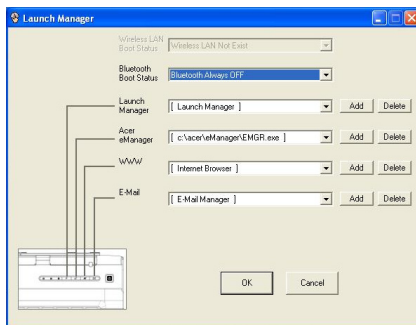 Launch Manager
Wireless LAN
Boot Status
Wireless LAN Not Exist
Bluetooth
Boot Status
Bluetooth Always OFF
Launch
Manager
[ Launch Manager ]
Add
Delete
Acer
eManager
[ c:\acer\eManager\EMGR.exe ]
Add
Delete
WWW
[ Internet Browser ]
Add
Delete
E-Mail
[ E-Mail Manager ]
Add
Delete
OK
Cancel